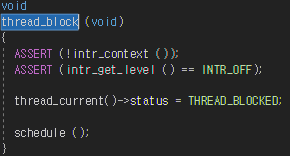 void
thread_block (void)
{
ASSERT (!intr_context ());
ASSERT (intr_get_level () == INTR_OFF);
thread_current()->status = THREAD_BLOCKED;
schedule ();
}